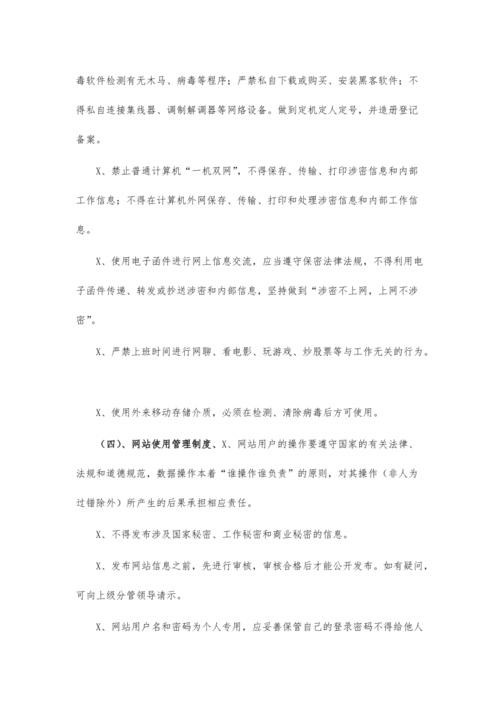 毒软件检测有无木马、病毒等程序；严禁私自下载或购买、安装黑客软件；不
得私自连接集线器、调制解调器等网络设备。做到定机定人定号，并造册登记
备案。
X、禁止普通计算机“一机双网”，不得保存、传输、打印涉密信息和内部
工作信息；不得在计算机外网保存、传输、打印和处理涉密信息和内部工作信
息。
X、使用电子函件进行网上信息交流，应当遵守保密法律法规，不得利用电
子函件传递、转发或抄送涉密和内部信息，坚持做到“涉密不上网，上网不涉
密”。
X、严禁上班时间进行网聊、看电影、玩游戏、炒股票等与工作无关的行为。
X、使用外来移动存储介质，必须在检测、清除病毒后方可使用。
（四）、网站使用管理制度、X、网站用户的操作要遵守国家的有关法律、
法规和道德规范，数据操作本着“谁操作谁负责”的原则，对其操作（非人为
过错除外）所产生的后果承担相应责任。
X、不得发布涉及国家秘密、工作秘密和商业秘密的信息。
X、发布网站信息之前，先进行审核，审核合格后才能公开发布。如有疑问，
可向上级分管领导请示。
X、网站用户名和密码为个人专用，应妥善保管自己的登录密码不得给他人